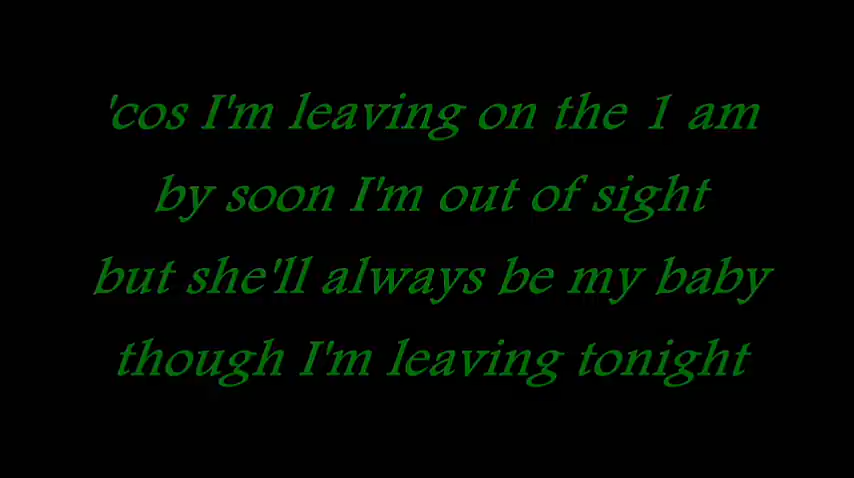 'cos I'm leaving on the 1 am
by soon I'm out of sight
but she'll always be my baby
though I'm leaving tonight